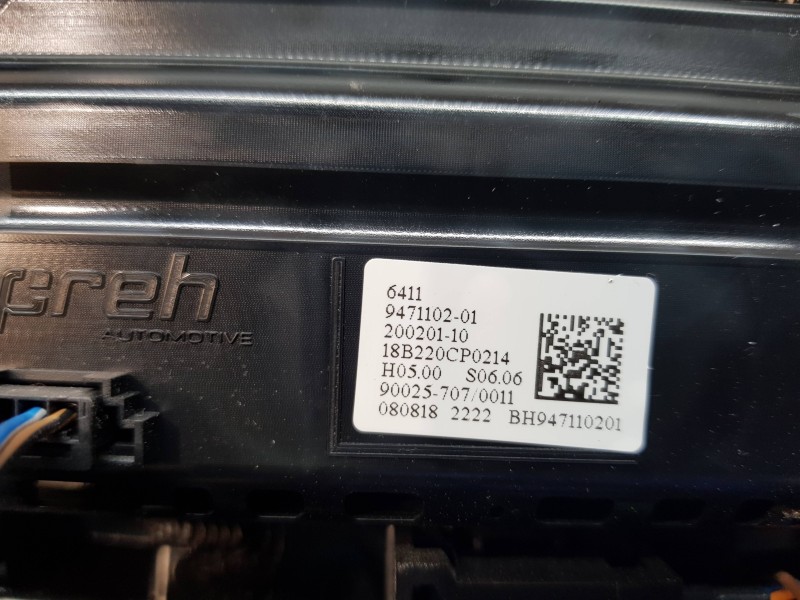 preh
AUTOMOTIVE
6411
9471102-01
200201-10
18B220CP0214
H05.00 S06.06
90025-707/0011
080818 2222 BH947110201